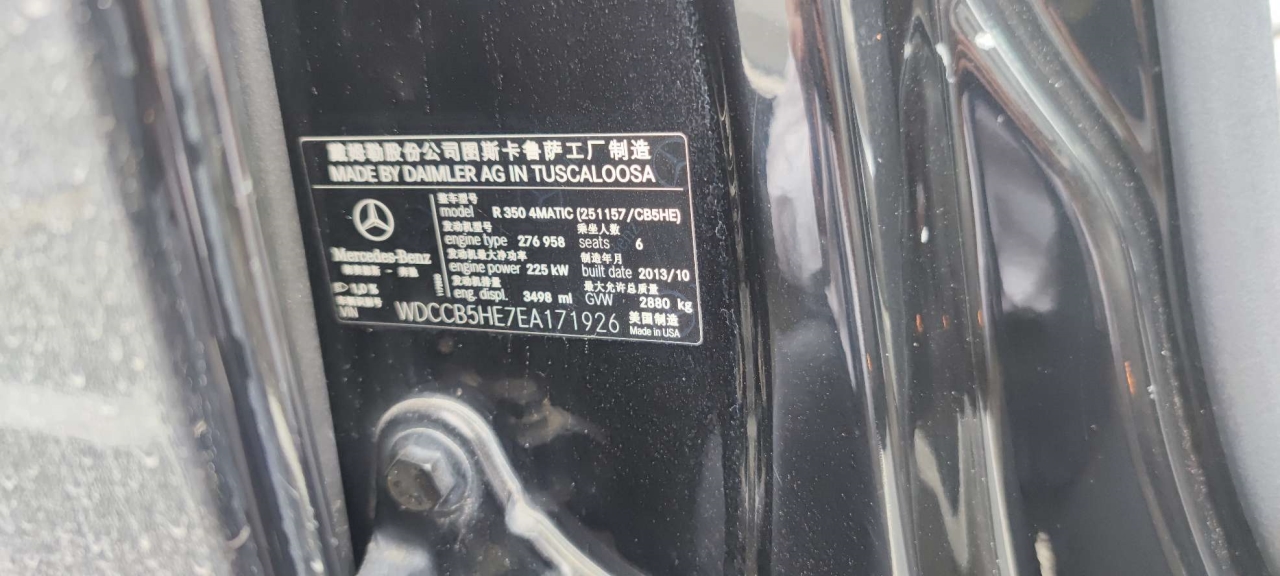 戴姆勒股份公司图斯卡鲁萨工厂制造
MADE BY DAIMLER AG IN TUSCALOOSA
Mercedes-Benz
整车型号
model R 350 4MATIC (251157/CB5HE)
发动机型号 乘坐人数
engine type 276 958 seats 6
发动机最大净功率 制造年月
engine power 225 kW built date 2013/10
发动机排量 最大允许总质量
eng. displ. 3498 ml GVW 2880 kg
1,0 %
VIN WDCCB5HE7EA171926
美国制造
Made in USA